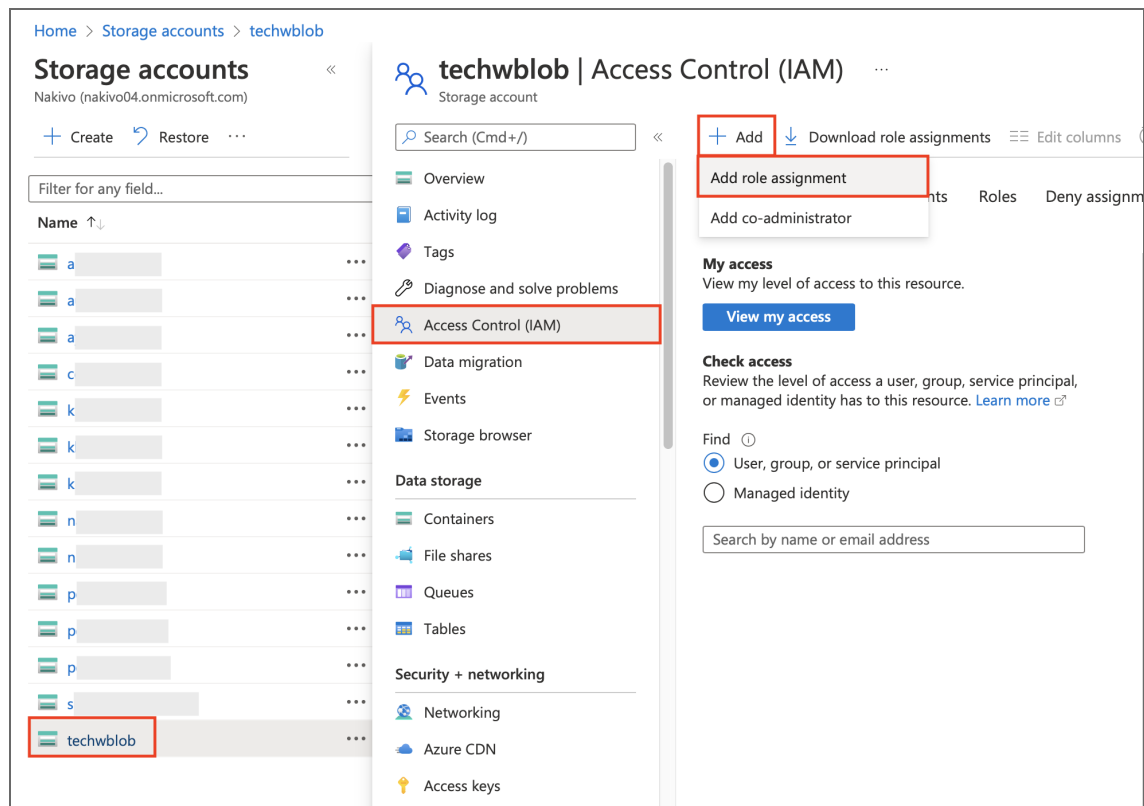 Home > Storage accounts > techwblob
Storage accounts «
Nakivo (nakivo04.onmicrosoft.com)
+ Create Restore ...
Filter for any field...
Name ↑↓
a
a
a
c
k
k
k
n
n
p
p
p
s
techwblob
techwblob | Access Control (IAM) ...
Storage account
Search (Cmd+/) «
Overview
Activity log
Tags
Diagnose and solve problems
Access Control (IAM)
Data migration
Events
Storage browser
Data storage
Containers
File shares
Queues
Tables
Security + networking
Networking
Azure CDN
Access keys
+ Add Download role assignments Edit columns
Add role assignment
Add co-administrator
nts Roles Deny assignm
My access
View my level of access to this resource.
View my access
Check access
Review the level of access a user, group, service principal,
or managed identity has to this resource. Learn more
Find
User, group, or service principal
Managed identity
Search by name or email address